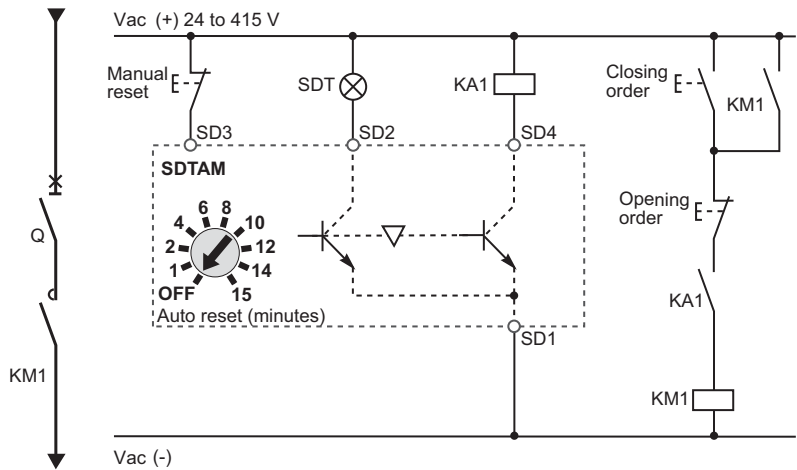 Vac (+) 24 to 415 V
Manual
reset
SDT
KA1
Closing
order
KM1
SD3
SD2
SD4
SDTAM
Opening
order
Q
6
8
4
10
2
12
1
14
OFF
15
Auto reset (minutes)
SD1
KA1
KM1
KM1
Vac (-)